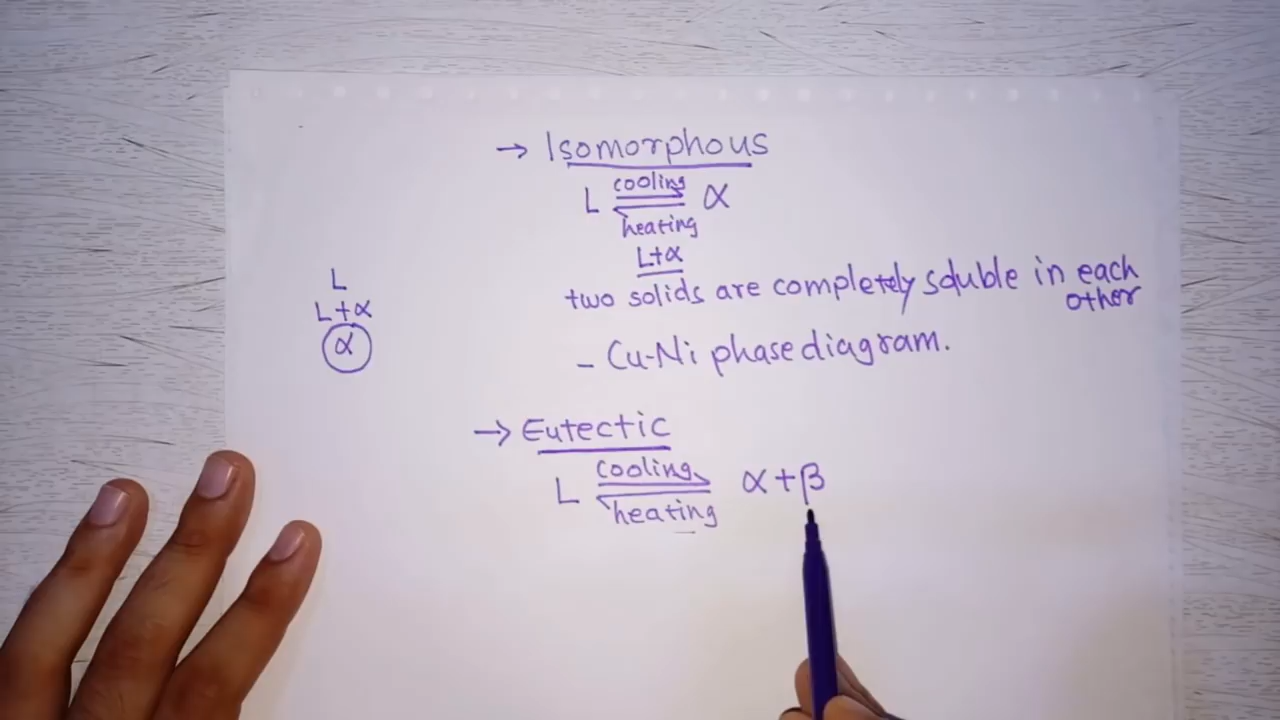 → Isomorphous
L cooling ⇌ heating α
L+α
two solids are completely soluble in each
other
- Cu-Ni phase diagram.
L
L+α
α
→ Eutectic
L cooling ⇌ heating α+β